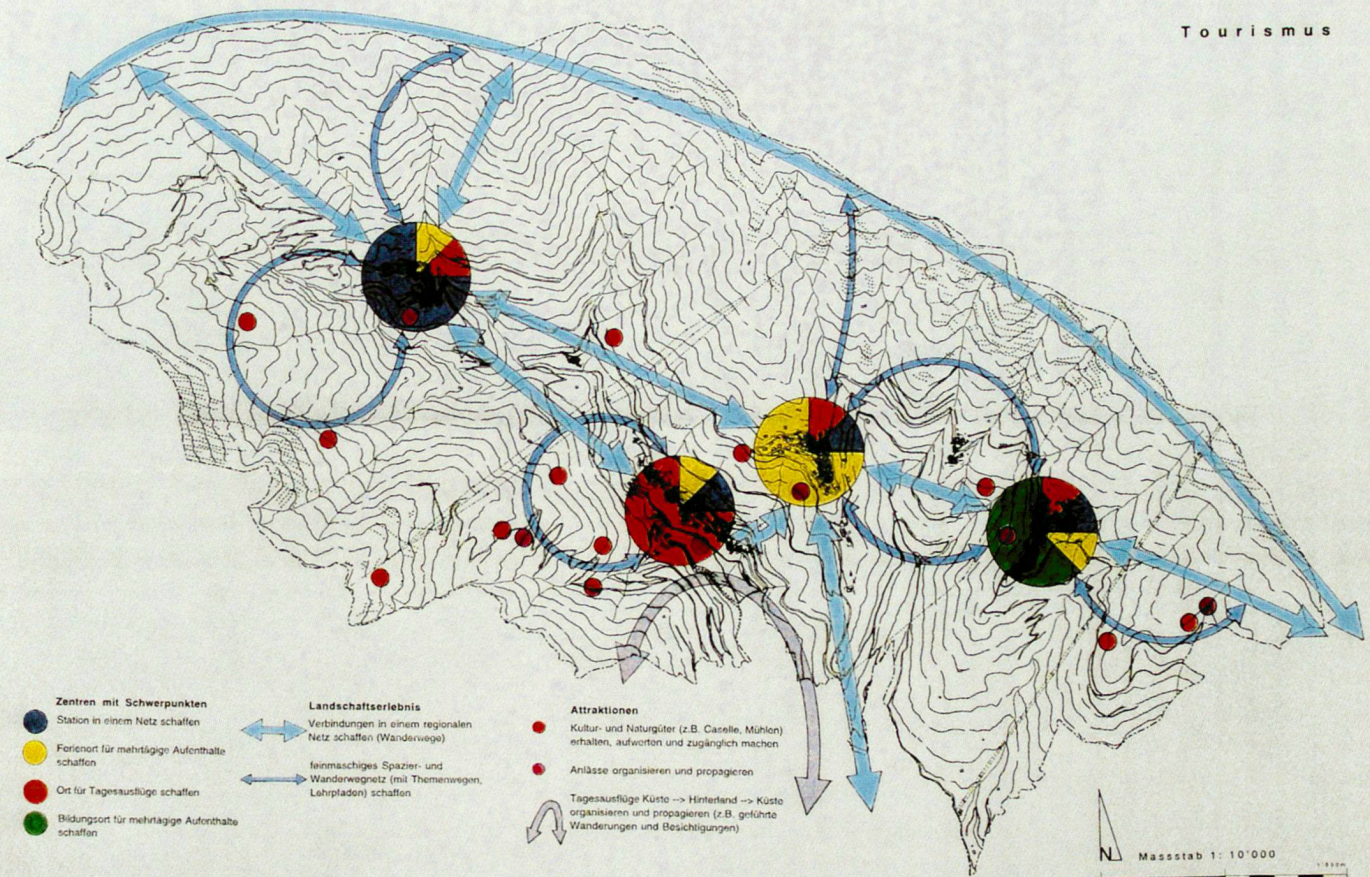 Tourismus
Zentren mit Schwerpunkten
Station in einem Netz schaffen
Ferienort für mehrtägige Aufenthalte
schaffen
Ort für Tagesausflüge schaffen
Bildungsort für mehrtägige Aufenthalte
schaffen
Landschaftserlebnis
Verbindungen in einem regionalen
Netz schaffen (Wanderwege)
feinmaschiges Spazier- und
Wanderwegnetz (mit Themenwegen,
Lehrpfaden) schaffen
Attraktionen
Kultur- und Naturgüter (z.B. Caselle, Mühlen)
erhalten, aufwerten und zugänglich machen
Anlässe organisieren und propagieren
Tagesausflüge Küste --> Hinterland --> Küste
organisieren und propagieren (z.B. geführte
Wanderungen und Besichtigungen)
N
Massstab 1: 10'000